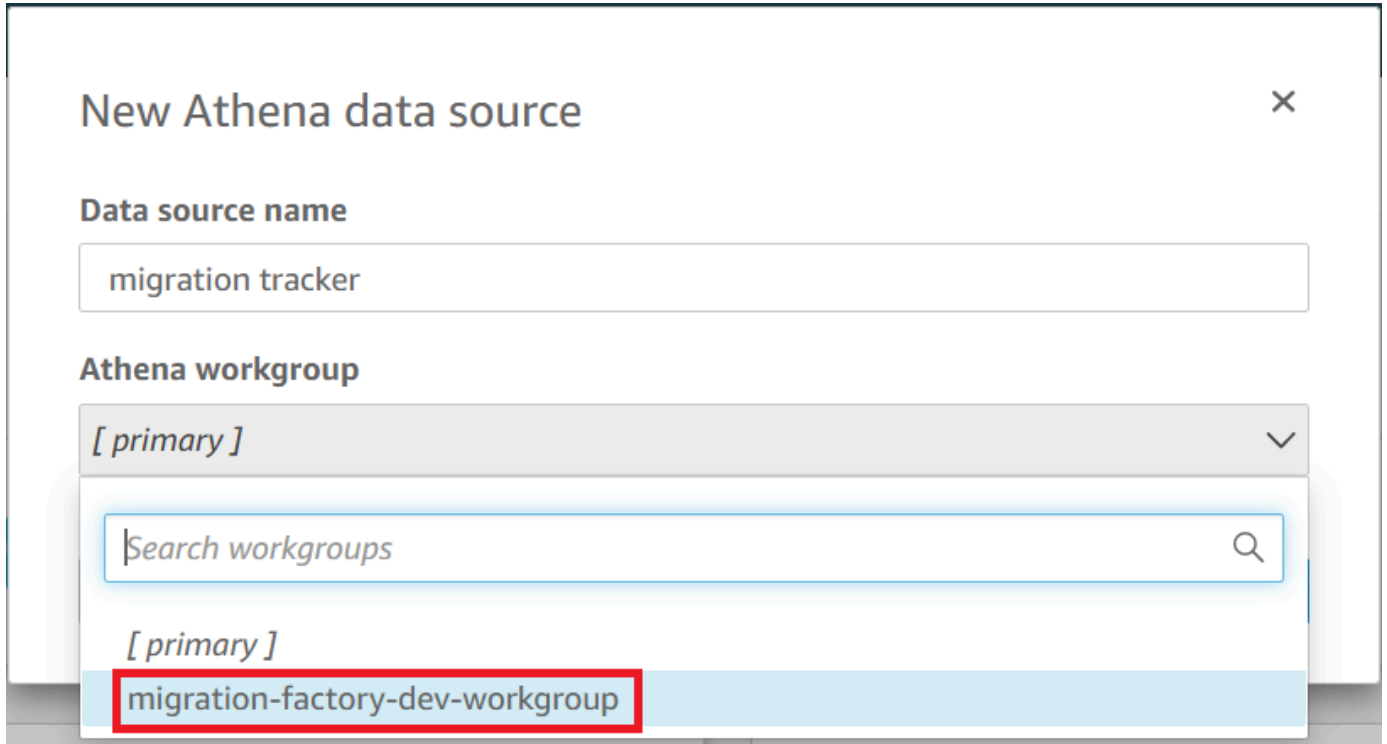 New Athena data source
Data source name
migration tracker
Athena workgroup
[ primary ]
Search workgroups
[ primary ]
migration-factory-dev-workgroup